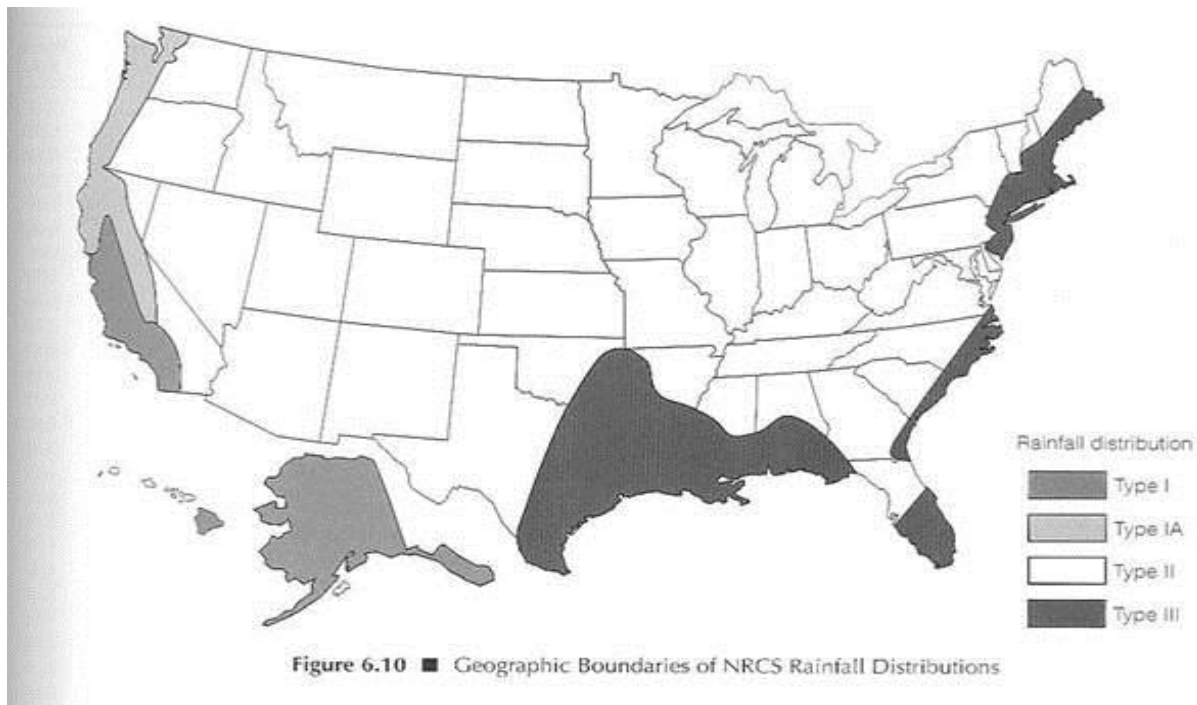 Rainfall distribution
Type I
Type IA
Type II
Type III
Figure 6.10 ■ Geographic Boundaries of NRCS Rainfall Distributions